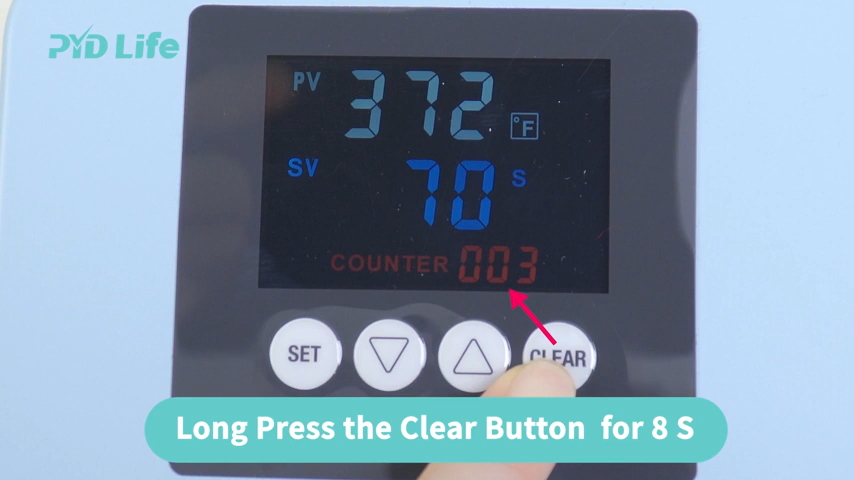 PYD Life
PV 372 °F
SV 70 S
COUNTER 003
SET CLEAR
Long Press the Clear Button for 8 S